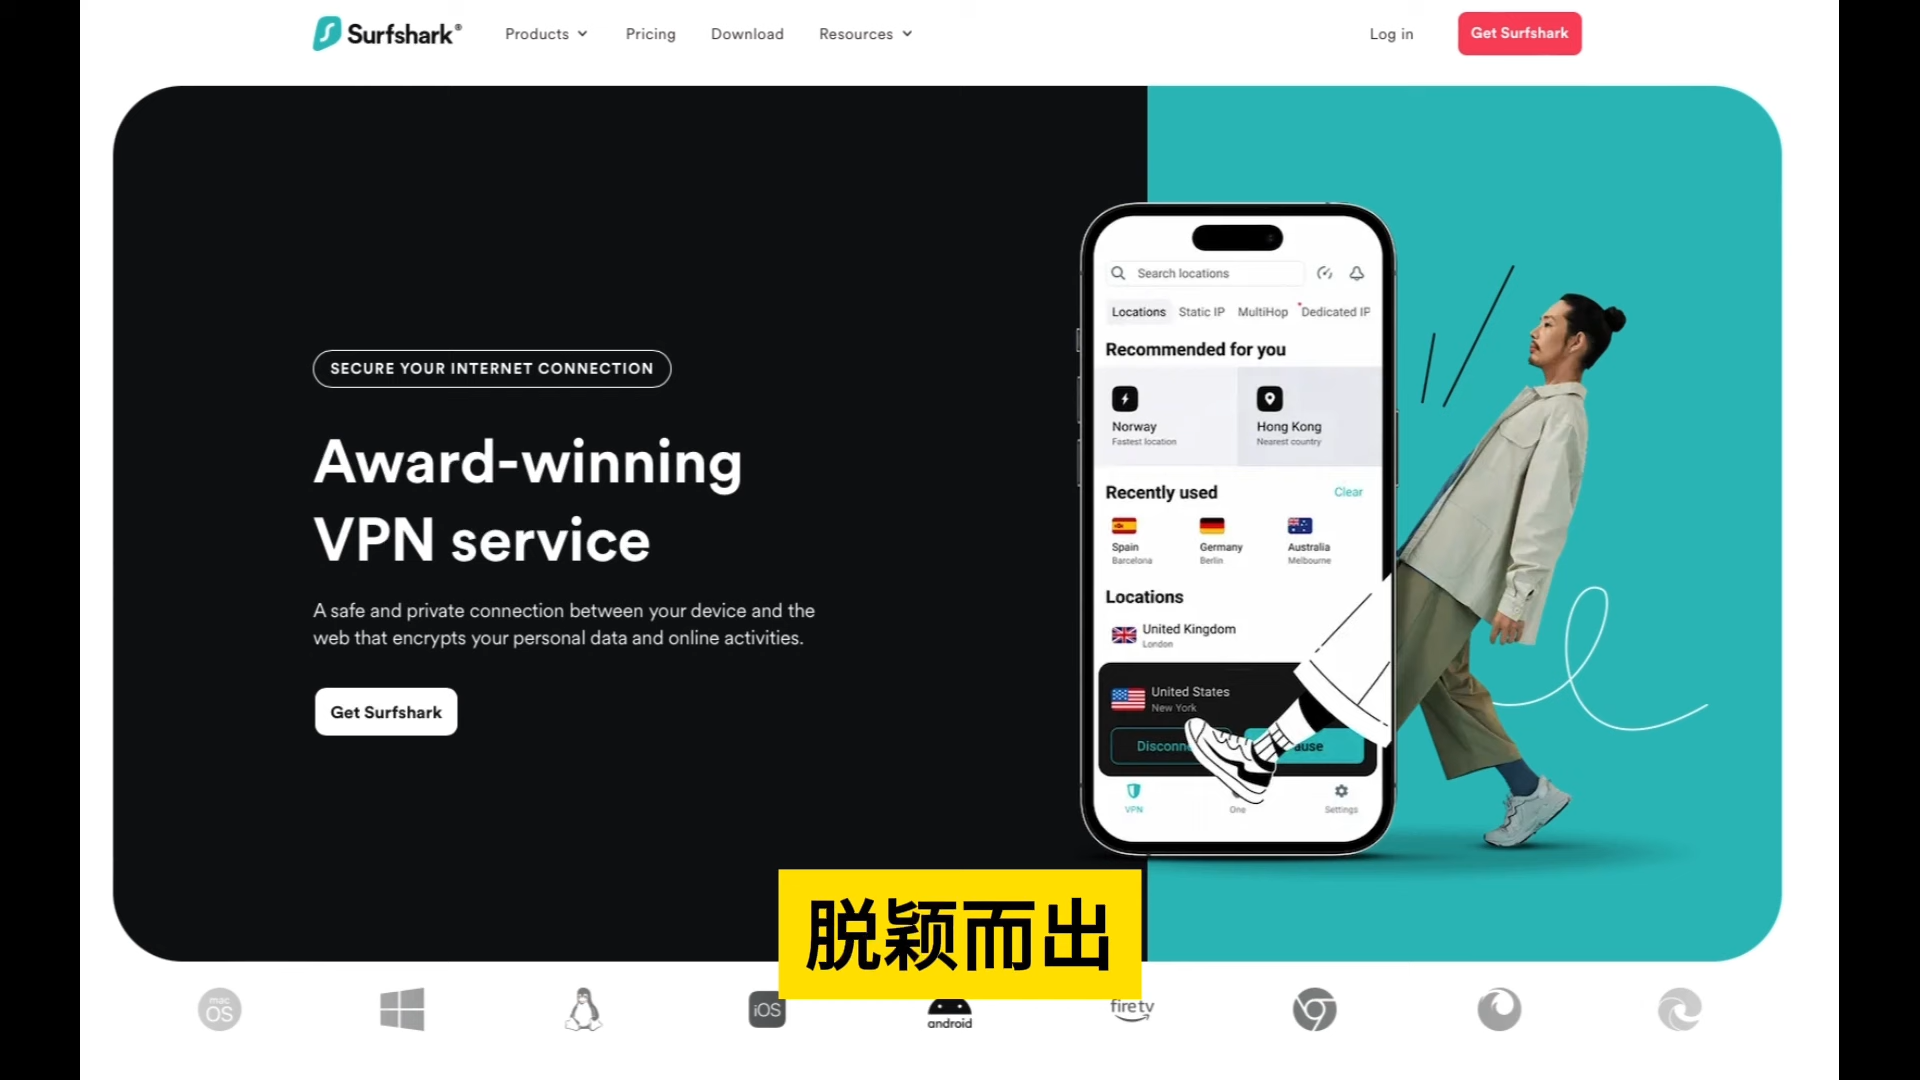 Surfshark®
Products
Pricing
Download
Resources
Log in
Get Surfshark
SECURE YOUR INTERNET CONNECTION
Award-winning
VPN service
A safe and private connection between your device and the
web that encrypts your personal data and online activities.
Get Surfshark
Search locations
Locations
Static IP
MultiHop
Dedicated IP
Recommended for you
Norway
Fastest location
Hong Kong
Nearest country
Recently used
Clear
Spain
Barcelona
Germany
Berlin
Australia
Melbourne
Locations
United Kingdom
London
United States
New York
VPN
One
Settings
脱颖而出
mac
OS
iOS
android
fire tv